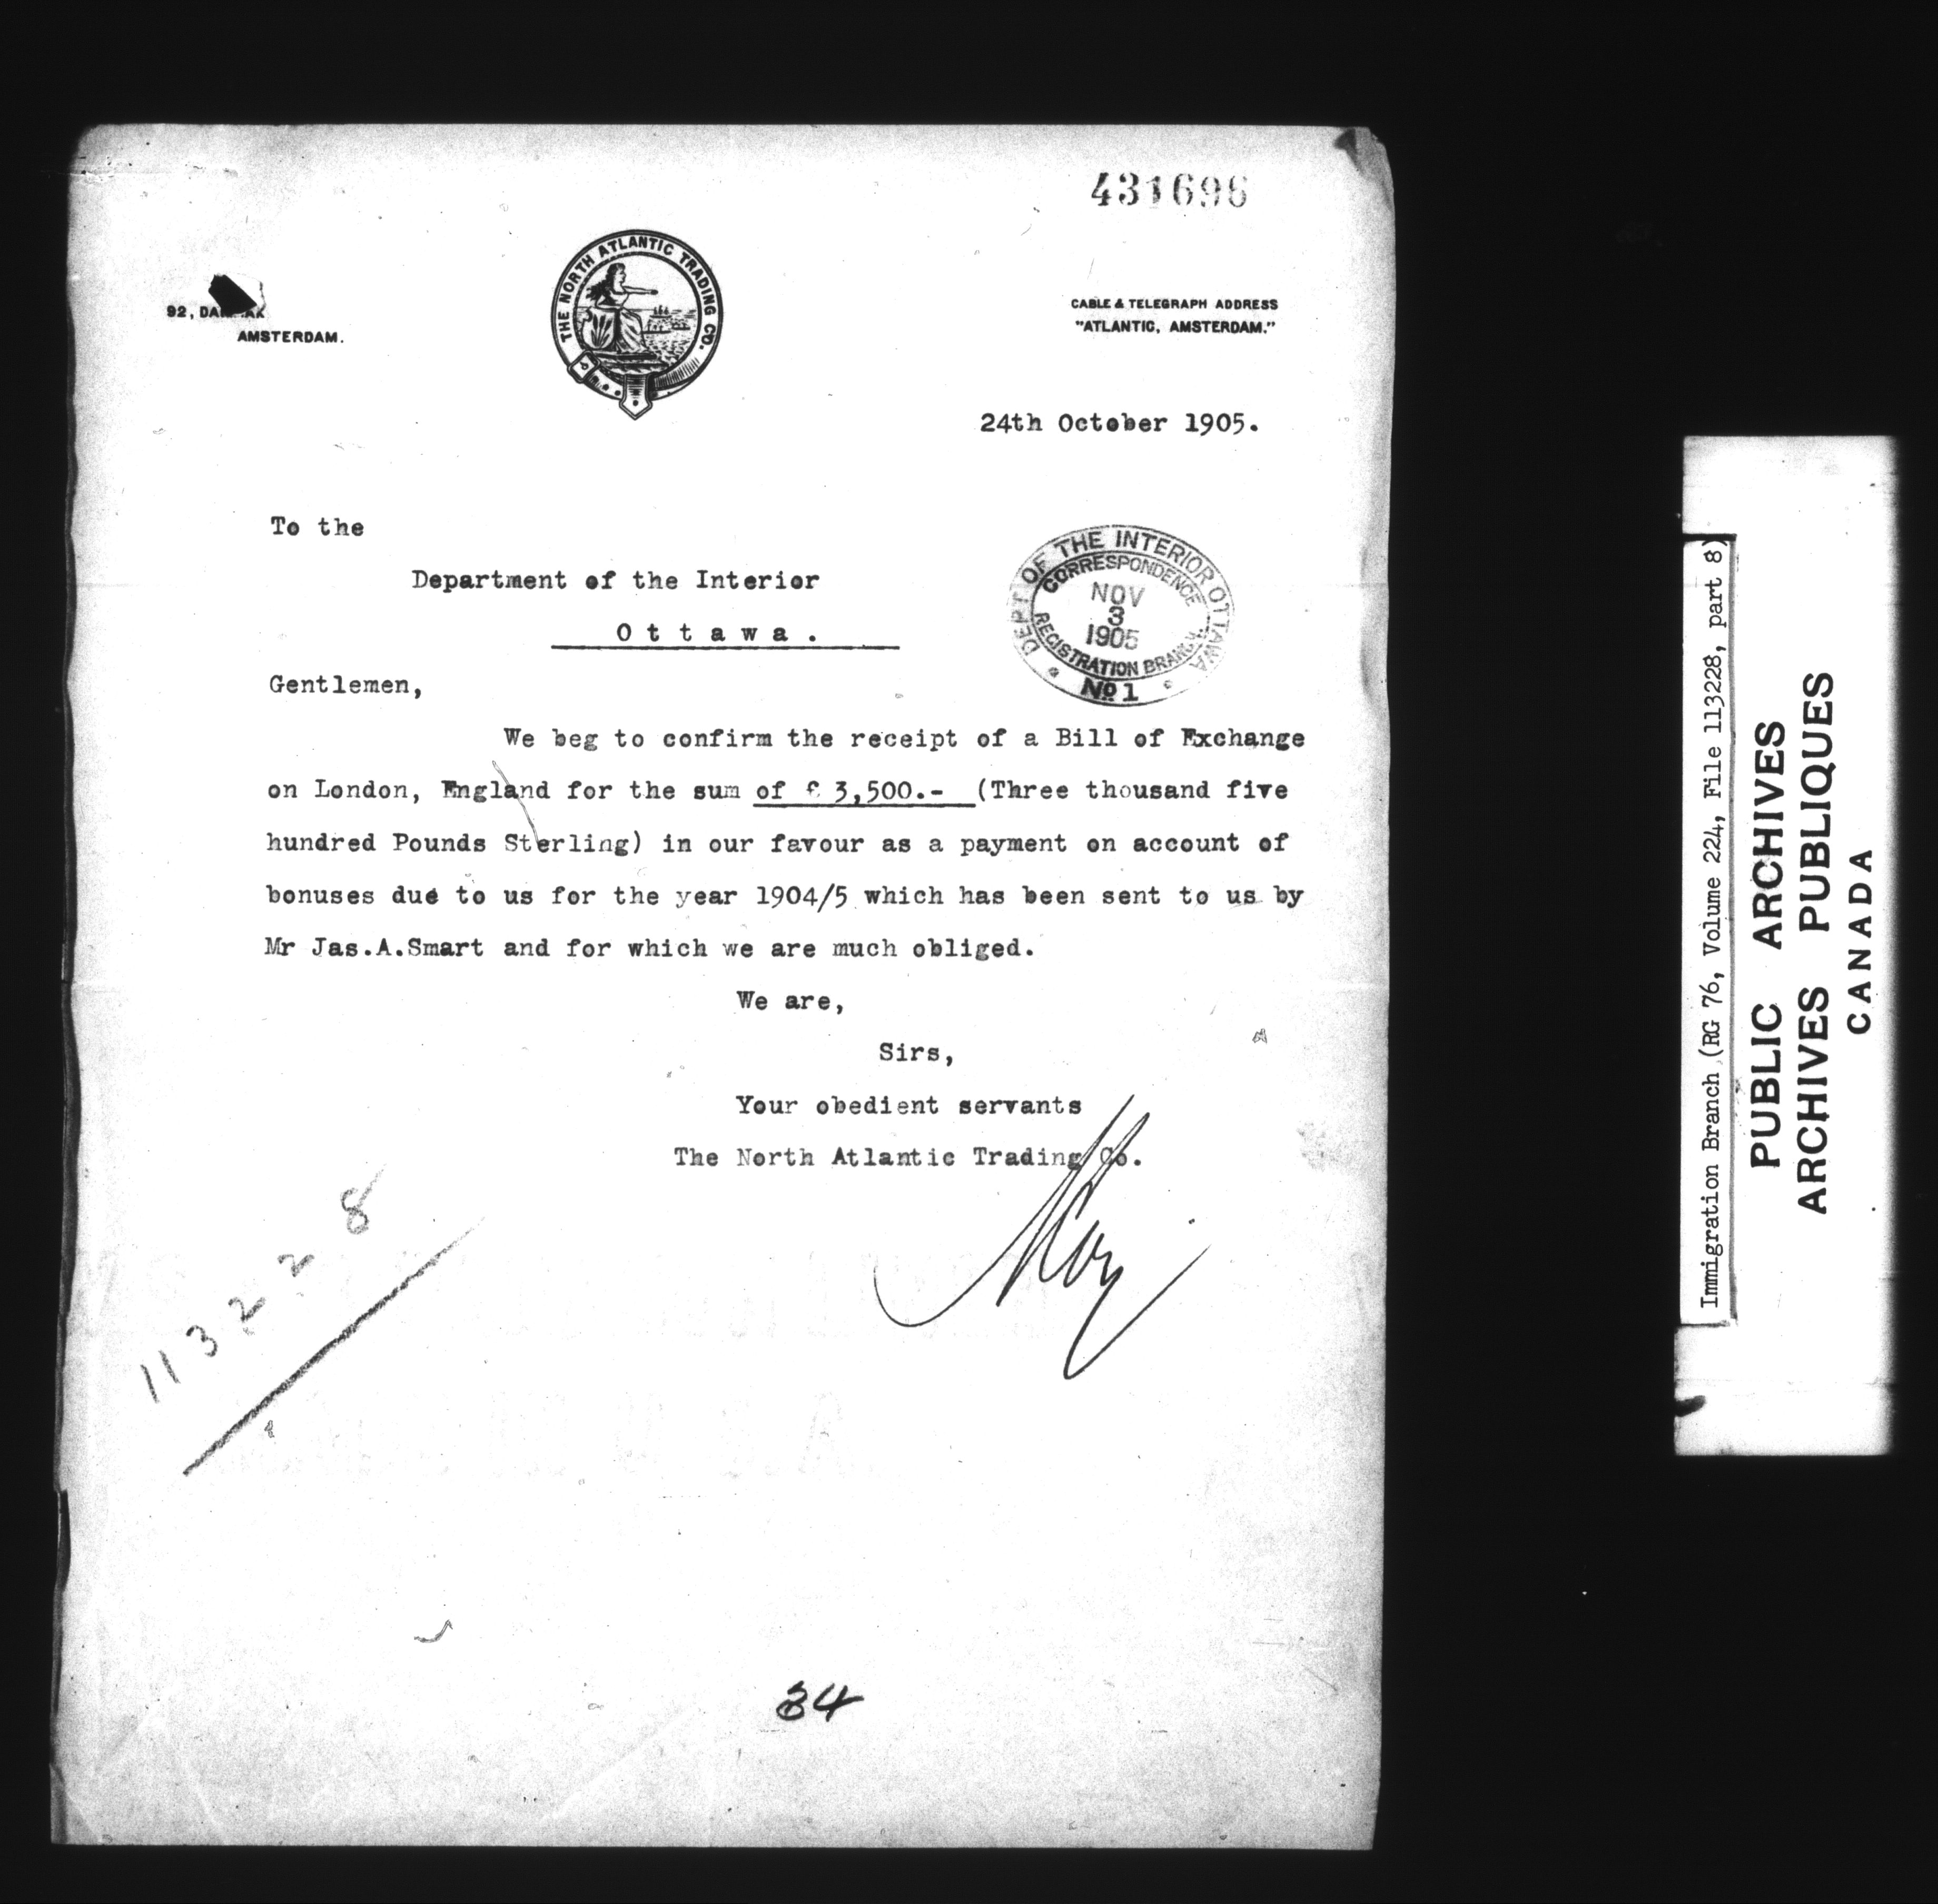 431696
THE NORTH ATLANTIC TRADING CO.
92,
AMSTERDAM.
CABLE & TELEGRAPH ADDRESS
"ATLANTIC, AMSTERDAM."
24th October 1905.
To the
Department of the Interior
Ottawa.
DEPT OF THE INTERIOR OTTAWA
CORRESPONDENCE
NOV
3
1905
REGISTRATION BRANCH
No 1
Gentlemen,
We beg to confirm the receipt of a Bill of Exchange
on London, England for the sum of £ 3,500.- (Three thousand five
hundred Pounds Sterling) in our favour as a payment on account of
bonuses due to us for the year 1904/5 which has been sent to us by
Mr Jas.A.Smart and for which we are much obliged.
We are,
Sirs,
Your obedient servants
The North Atlantic Trading Co.
113228
34
Immigration Branch (RG 76, Volume 224, File 113228, part 8)
PUBLIC ARCHIVES
ARCHIVES PUBLIQUES
CANADA